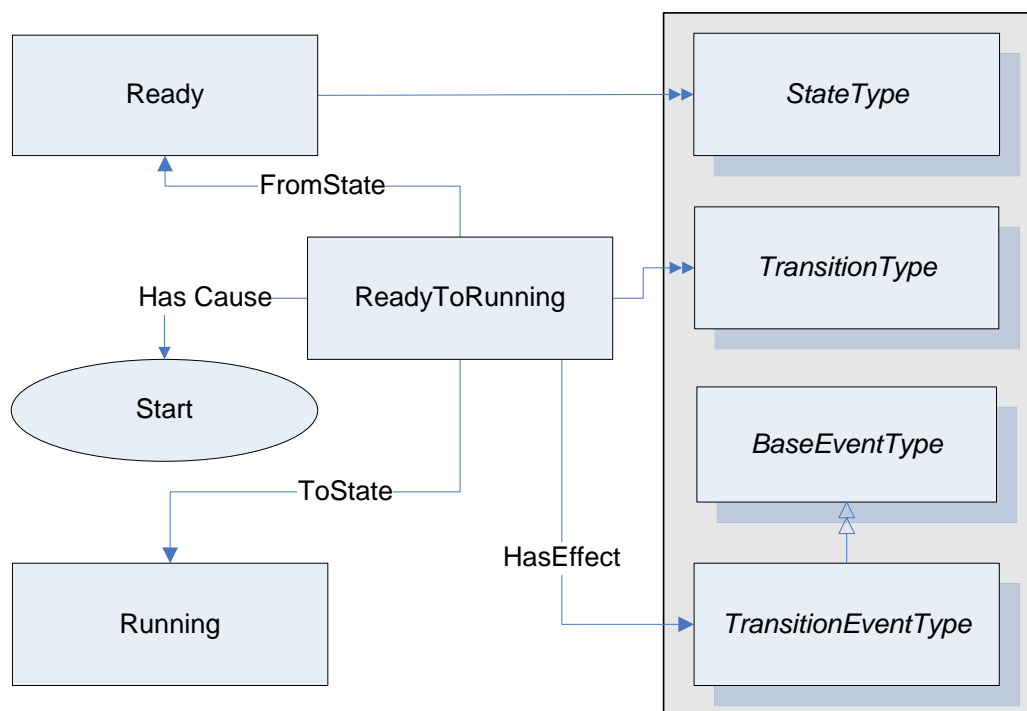 Ready
StateType
FromState
TransitionType
Has Cause
ReadyToRunning
Start
BaseEventType
ToState
HasEffect
Running
TransitionEventType